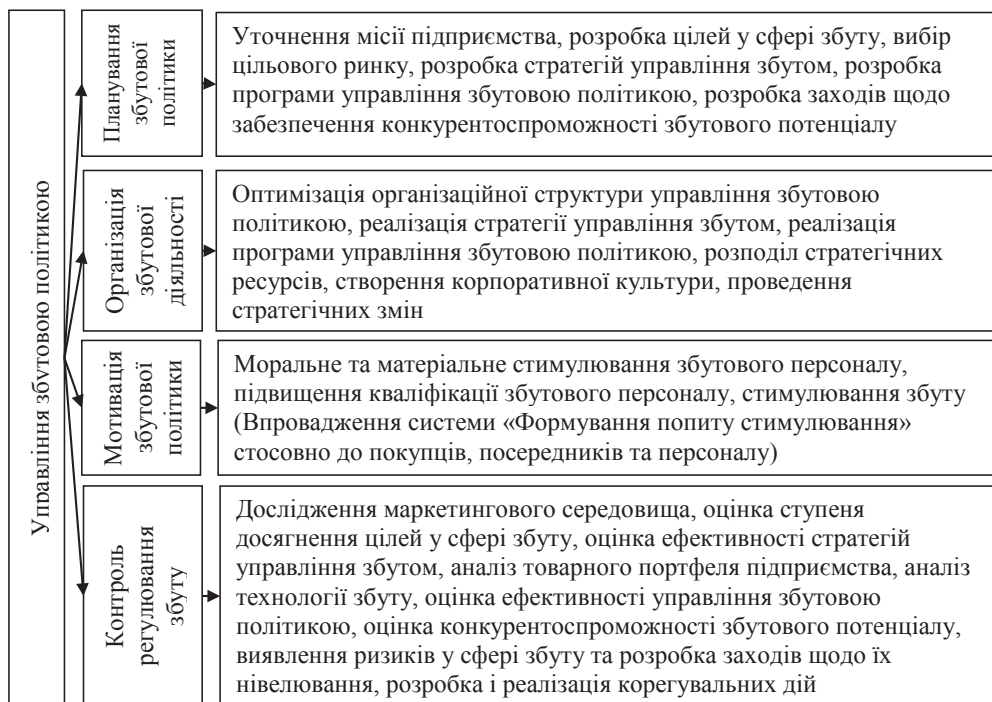 Управління збутовою політикою
Планування
збутової
політики
Уточнення місії підприємства, розробка цілей у сфері збуту, вибір
цільового ринку, розробка стратегій управління збутом, розробка
програми управління збутовою політикою, розробка заходів щодо
забезпечення конкурентоспроможності збутового потенціалу
Організація
збутової
діяльності
Оптимізація організаційної структури управління збутовою
політикою, реалізація стратегії управління збутом, реалізація
програми управління збутовою політикою, розподіл стратегічних
ресурсів, створення корпоративної культури, проведення
стратегічних змін
Мотивація
збутової
політики
Моральне та матеріальне стимулювання збутового персоналу,
підвищення кваліфікації збутового персоналу, стимулювання збуту
(Впровадження системи «Формування попиту стимулювання»
стосовно до покупців, посередників та персоналу)
Контроль
регулювання
збуту
Дослідження маркетингового середовища, оцінка ступеня
досягнення цілей у сфері збуту, оцінка ефективності стратегій
управління збутом, аналіз товарного портфеля підприємства, аналіз
технології збуту, оцінка ефективності управління збутовою
політикою, оцінка конкурентоспроможності збутового потенціалу,
виявлення ризиків у сфері збуту та розробка заходів щодо їх
нівелювання, розробка і реалізація корегувальних дій